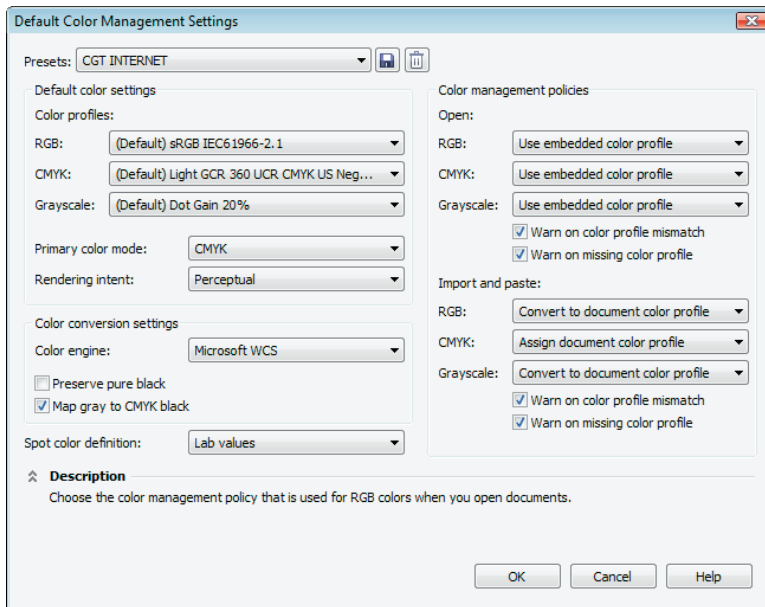 Default Color Management Settings
Presets: CGT INTERNET
Default color settings
Color profiles:
RGB: (Default) sRGB IEC61966-2.1
CMYK: (Default) Light GCR 360 UCR CMYK US Neg...
Grayscale: (Default) Dot Gain 20%
Primary color mode: CMYK
Rendering intent: Perceptual
Color conversion settings
Color engine: Microsoft WCS
Preserve pure black
Map gray to CMYK black
Spot color definition: Lab values
Color management policies
Open:
RGB: Use embedded color profile
CMYK: Use embedded color profile
Grayscale: Use embedded color profile
Warn on color profile mismatch
Warn on missing color profile
Import and paste:
RGB: Convert to document color profile
CMYK: Assign document color profile
Grayscale: Convert to document color profile
Warn on color profile mismatch
Warn on missing color profile
Description
Choose the color management policy that is used for RGB colors when you open documents.
OK Cancel Help